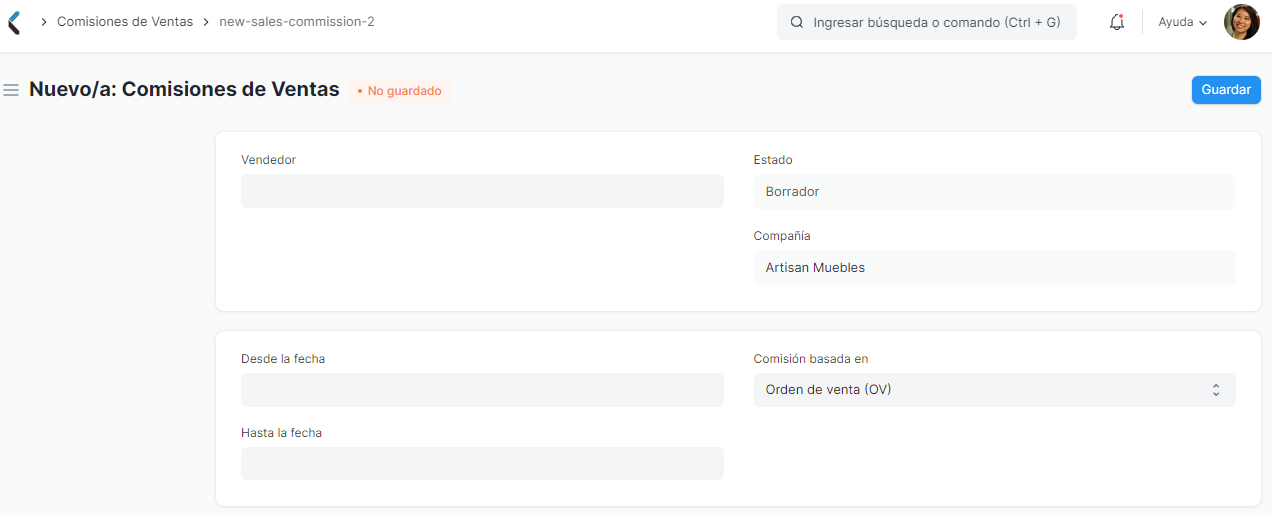 Comisiones de Ventas
new-sales-commission-2
Ingresar búsqueda o comando (Ctrl + G)
Ayuda
Nuevo/a: Comisiones de Ventas
No guardado
Guardar
Vendedor
Estado
Borrador
Compañía
Artisan Muebles
Desde la fecha
Comisión basada en
Orden de venta (OV)
Hasta la fecha